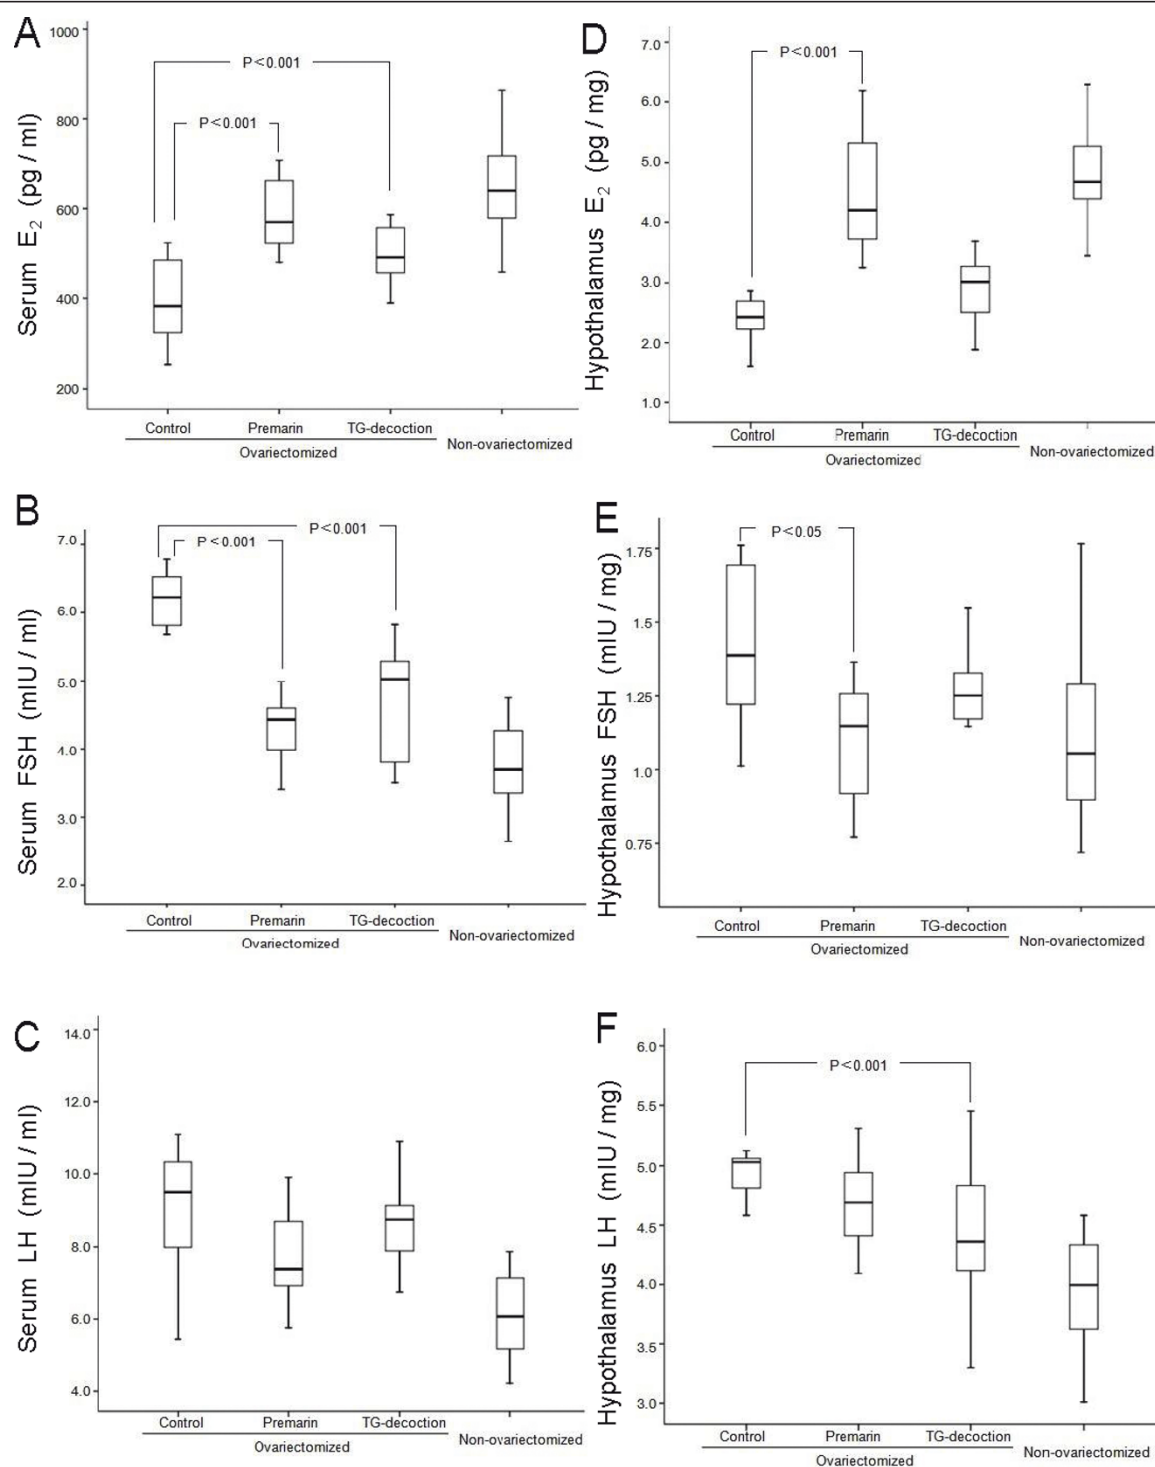 A
Serum E2 (pg / ml)
1000
800
600
400
200
P<0.001
P<0.001
Control Premarin TG-decoction
Ovariectomized
Non-ovariectomized
D
Hypothalamus E2 (pg / mg)
7.0
6.0
5.0
4.0
3.0
2.0
1.0
P<0.001
Control Premarin TG-decoction
Ovariectomized
Non-ovariectomized
B
Serum FSH (mIU / ml)
7.0
6.0
5.0
4.0
3.0
2.0
P<0.001
P<0.001
Control Premarin TG-decoction
Ovariectomized
Non-ovariectomized
E
Hypothalamus FSH (mIU / mg)
1.75
1.5
1.25
1.0
0.75
P<0.05
Control Premarin TG-decoction
Ovariectomized
Non-ovariectomized
C
Serum LH (mIU / ml)
14.0
12.0
10.0
8.0
6.0
4.0
Control Premarin TG-decoction
Ovariectomized
Non-ovariectomized
F
Hypothalamus LH (mIU / mg)
6.0
5.5
5.0
4.5
4.0
3.5
3.0
P<0.001
Control Premarin TG-decoction
Ovariectomized
Non-ovariectomized